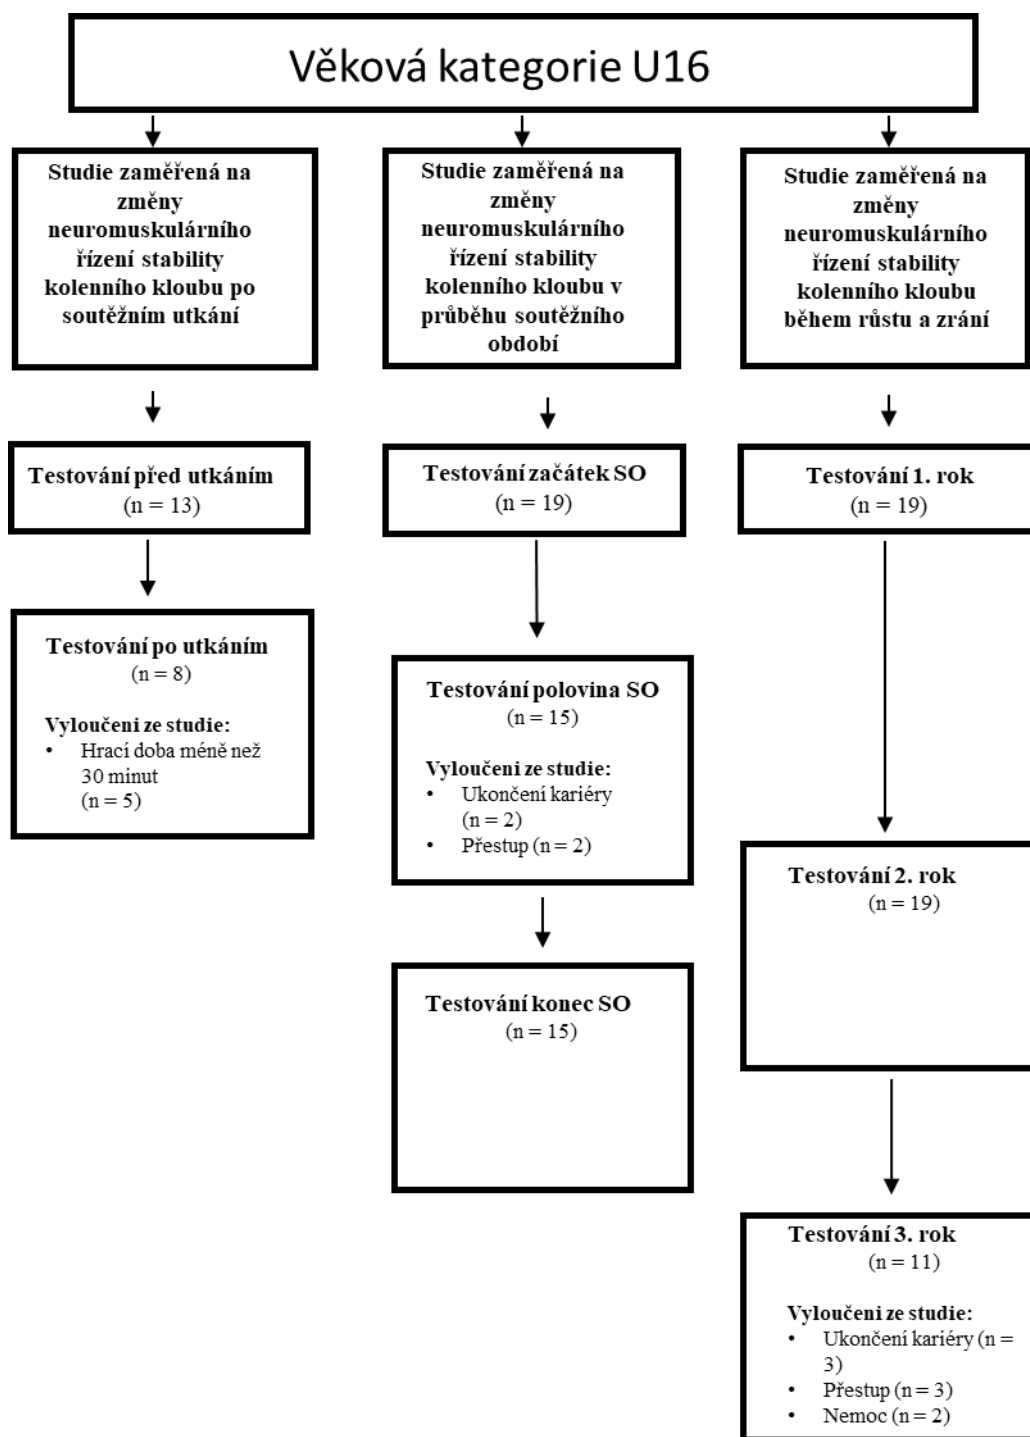 Věková kategorie U16
Studie zaměřená na
změny
neuromuskulárního
řízení stability
kolenního kloubu po
soutěžním utkání
Studie zaměřená na
změny
neuromuskulárního
řízení stability
kolenního kloubu v
průběhu soutěžního
období
Studie zaměřená na
změny
neuromuskulárního
řízení stability
kolenního kloubu
během růstu a zrání
Testování před utkáním
(n = 13)
Testování začátek SO
(n = 19)
Testování 1. rok
(n = 19)
Testování po utkáním
(n = 8)
Vyloučeni ze studie:
• Hrací doba méně než
30 minut
(n = 5)
Testování polovina SO
(n = 15)
Vyloučeni ze studie:
• Ukončení kariéry
(n = 2)
• Přestup (n = 2)
Testování 2. rok
(n = 19)
Testování konec SO
(n = 15)
Testování 3. rok
(n = 11)
Vyloučeni ze studie:
• Ukončení kariéry (n =
3)
• Přestup (n = 3)
• Nemoc (n = 2)